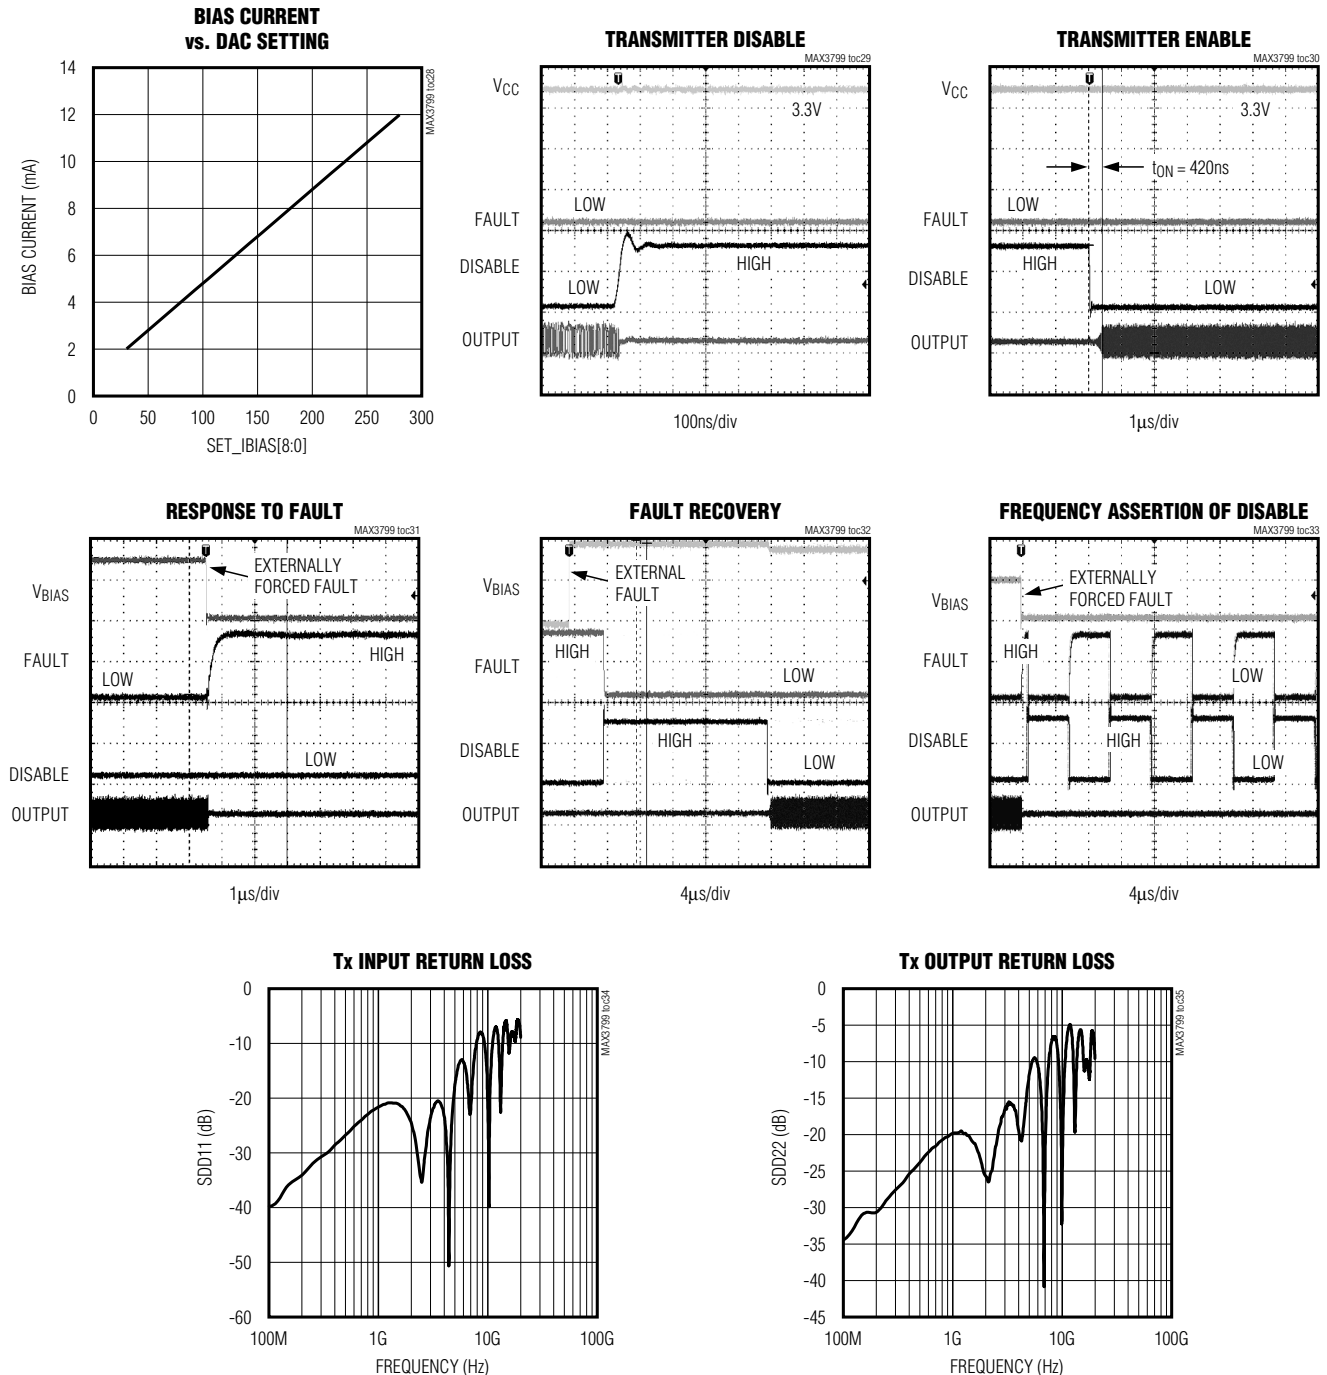 BIAS CURRENT
vs. DAC SETTING
MAX3799 toc28
14
12
10
8
6
4
2
0
BIAS CURRENT (mA)
0 50 100 150 200 250 300
SET_IBIAS[8:0]
TRANSMITTER DISABLE
MAX3799 toc29
VCC
3.3V
LOW
FAULT
DISABLE
HIGH
LOW
OUTPUT
100ns/div
TRANSMITTER ENABLE
MAX3799 toc30
VCC
3.3V
tON = 420ns
LOW
FAULT
HIGH
DISABLE
LOW
OUTPUT
1μs/div
RESPONSE TO FAULT
MAX3799 toc31
EXTERNALLY
FORCED FAULT
VBIAS
FAULT
HIGH
LOW
LOW
DISABLE
OUTPUT
1μs/div
FAULT RECOVERY
MAX3799 toc32
EXTERNAL
FAULT
VBIAS
HIGH
FAULT
LOW
HIGH
DISABLE
LOW
OUTPUT
4μs/div
FREQUENCY ASSERTION OF DISABLE
MAX3799 toc33
EXTERNALLY
FORCED FAULT
VBIAS
HIGH
FAULT
LOW
DISABLE
HIGH
LOW
OUTPUT
4μs/div
Tx INPUT RETURN LOSS
MAX3799 toc34
0
-10
-20
-30
-40
-50
-60
SDD11 (dB)
100M 1G 10G 100G
FREQUENCY (Hz)
Tx OUTPUT RETURN LOSS
MAX3799 toc35
0
-5
-10
-15
-20
-25
-30
-35
-40
-45
SDD22 (dB)
100M 1G 10G 100G
FREQUENCY (Hz)